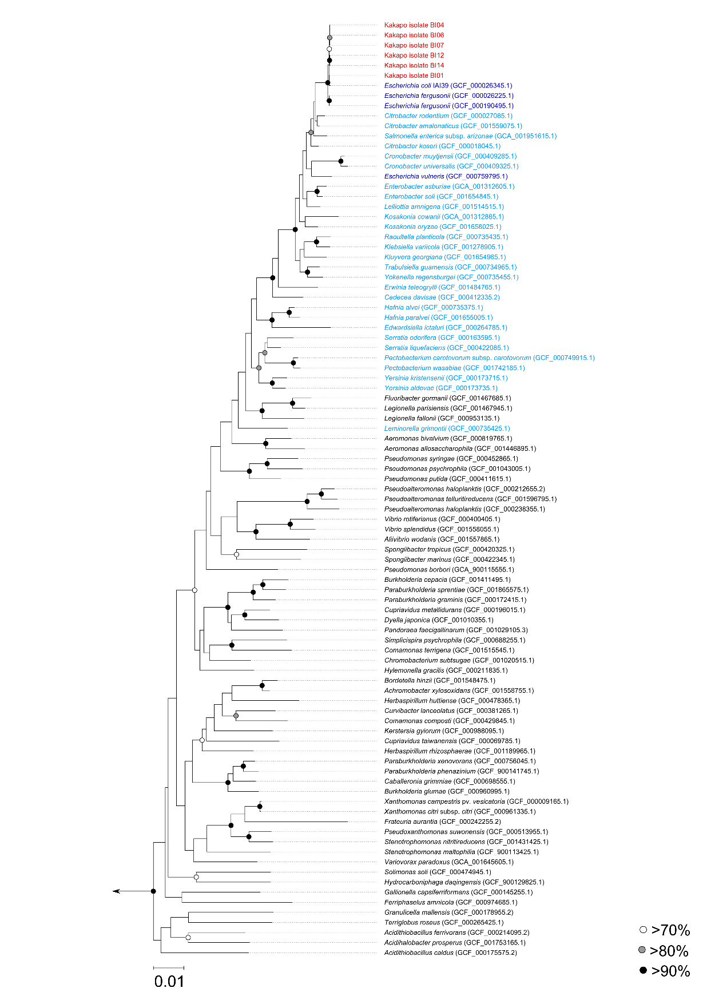 Kakapo isolate BI04
Kakapo isolate BI06
Kakapo isolate BI07
Kakapo isolate BI12
Kakapo isolate BI14
Kakapo isolate BI01
Escherichia coli IAI39 (GCF_000026345.1)
Escherichia fergusonii (GCF_000026225.1)
Escherichia fergusonii (GCF_000190495.1)
Citrobacter rodentium (GCF_000027085.1)
Citrobacter amalonaticus (GCF_001559075.1)
Salmonella enterica subsp. arizonae (GCA_001951615.1)
Citrobacter koseri (GCF_000018045.1)
Cronobacter muytjensii (GCF_000409285.1)
Cronobacter universalis (GCF_000409325.1)
Escherichia vulneris (GCF_000759795.1)
Enterobacter asburiae (GCA_001312605.1)
Enterobacter soli (GCF_001654845.1)
Lelliottia amnigena (GCF_001514515.1)
Kosakonia cowanii (GCA_001312885.1)
Kosakonia oryzae (GCF_001658025.1)
Raoultella planticola (GCF_000735435.1)
Klebsiella variicola (GCF_001278905.1)
Kluyvera georgiana (GCF_001654985.1)
Trabulsiella guamensis (GCF_000734965.1)
Yokenella regensburgei (GCF_000735455.1)
Erwinia teleogrylli (GCF_001484765.1)
Cedecea davisae (GCF_000412335.2)
Hafnia alvei (GCF_000735375.1)
Hafnia paralvei (GCF_001655005.1)
Edwardsiella ictaluri (GCF_000264785.1)
Serratia odorifera (GCF_000163595.1)
Serratia liquefaciens (GCF_000422085.1)
Pectobacterium carotovorum subsp. carotovorum (GCF_000749915.1)
Pectobacterium wasabiae (GCF_001742185.1)
Yersinia kristensenii (GCF_000173715.1)
Yersinia aldovae (GCF_000173735.1)
Fluoribacter gormanii (GCF_001467685.1)
Legionella parisiensis (GCF_001467945.1)
Legionella fallonii (GCF_000953135.1)
Leminorella grimontii (GCF_000735425.1)
Aeromonas bivalvium (GCF_000819765.1)
Aeromonas allosaccharophila (GCF_001446895.1)
Pseudomonas syringae (GCF_000452865.1)
Pseudomonas psychrophila (GCF_001043005.1)
Pseudomonas putida (GCF_000411615.1)
Pseudoalteromonas haloplanktis (GCF_000212655.2)
Pseudoalteromonas telluritireducens (GCF_001596795.1)
Pseudoalteromonas haloplanktis (GCF_000238355.1)
Vibrio rotiferianus (GCF_000400405.1)
Vibrio splendidus (GCF_001558055.1)
Aliivibrio wodanis (GCF_001557865.1)
Spongiibacter tropicus (GCF_000420325.1)
Spongiibacter marinus (GCF_000422345.1)
Pseudomonas borbori (GCA_900115555.1)
Burkholderia cepacia (GCF_001411495.1)
Paraburkholderia sprentiae (GCF_001865575.1)
Paraburkholderia graminis (GCF_000172415.1)
Cupriavidus metallidurans (GCF_000196015.1)
Dyella japonica (GCF_001010355.1)
Pandoraea faecigallinarum (GCF_001029105.3)
Simplicispira psychrophila (GCF_000688255.1)
Comamonas terrigena (GCF_001515545.1)
Chromobacterium subtsugae (GCF_001020515.1)
Hylemonella gracilis (GCF_000211835.1)
Bordetella hinzii (GCF_001548475.1)
Achromobacter xylosoxidans (GCF_001558755.1)
Herbaspirillum huttiense (GCF_000478365.1)
Curvibacter lanceolatus (GCF_000381265.1)
Comamonas composti (GCF_000429845.1)
Kerstersia gyiorum (GCF_000988095.1)
Cupriavidus taiwanensis (GCF_000069785.1)
Herbaspirillum rhizosphaerae (GCF_001189965.1)
Paraburkholderia xenovorans (GCF_000756045.1)
Paraburkholderia phenazinium (GCF_900141745.1)
Caballeronia grimmiae (GCF_000698555.1)
Burkholderia glumae (GCF_000960995.1)
Xanthomonas campestris pv. vesicatoria (GCF_000009165.1)
Xanthomonas citri subsp. citri (GCF_000961335.1)
Frateuria aurantia (GCF_000242255.2)
Pseudoxanthomonas suwonensis (GCF_000513955.1)
Stenotrophomonas nitritireducens (GCF_001431425.1)
Stenotrophomonas maltophilia (GCF_900113425.1)
Variovorax paradoxus (GCA_001645605.1)
Solimonas soli (GCF_000474945.1)
Hydrocarboniphaga daqingensis (GCF_900129825.1)
Gallionella capsiferriformans (GCF_000145255.1)
Ferriphaselus amnicola (GCF_000974685.1)
Granulicella mallensis (GCF_000178955.2)
Terriglobus roseus (GCF_000265425.1)
Acidithiobacillus ferrivorans (GCF_000214095.2)
Acidihalobacter prosperus (GCF_001753165.1)
Acidithiobacillus caldus (GCF_000175575.2)
>70%
>80%
>90%
0.01